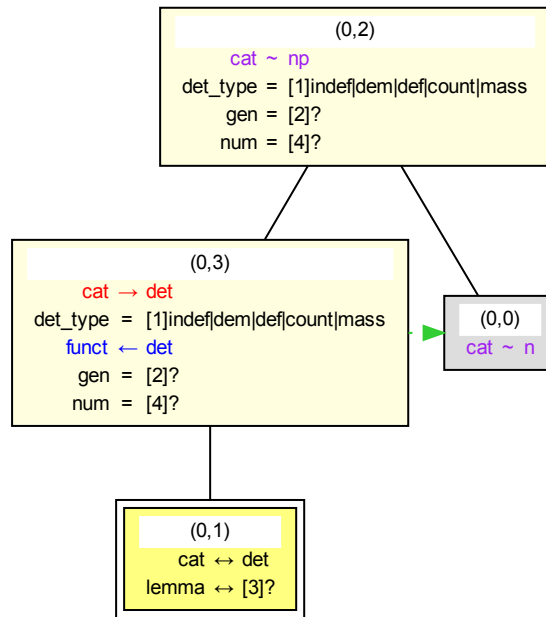 (0,2)
cat ~ np
det_type = [1]indef|dem|def|count|mass
gen = [2]?
num = [4]?
(0,3)
cat → det
det_type = [1]indef|dem|def|count|mass
funct ← det
gen = [2]?
num = [4]?
(0,0)
cat ~ n
(0,1)
cat ↔ det
lemma ↔ [3]?